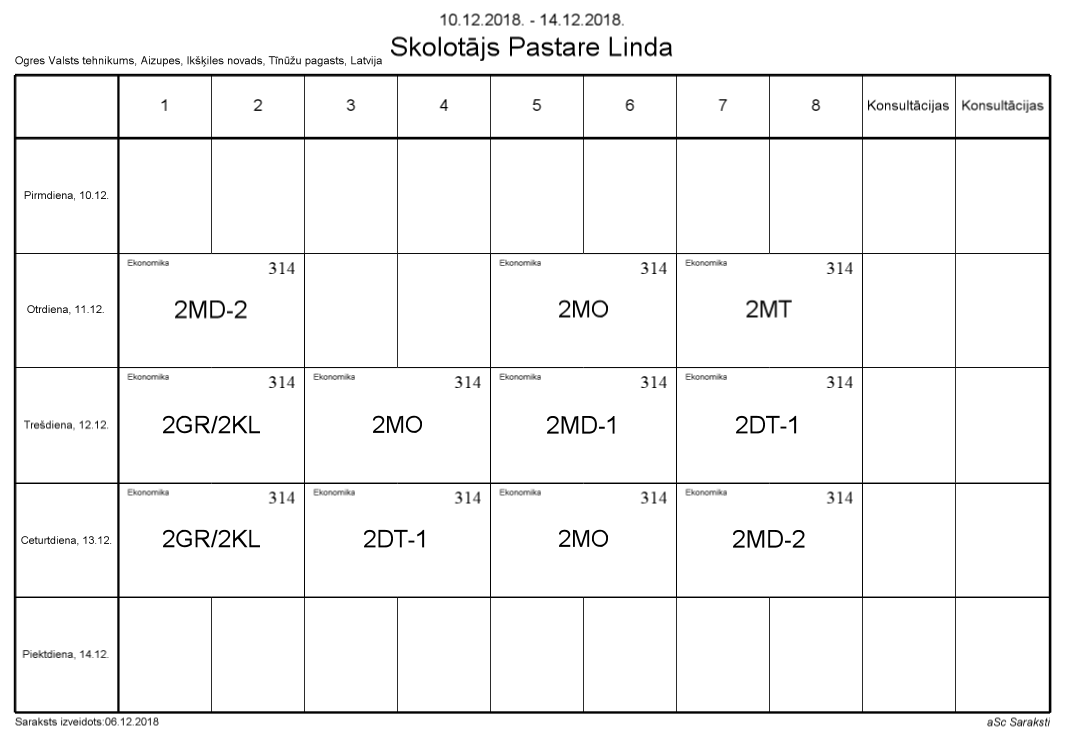 10.12.2018. - 14.12.2018.
Skolotājs Pastare Linda
Ogres Valsts tehnikums, Aizupes, Ikšķiles novads, Tīnūžu pagasts, Latvija
1 2 3 4 5 6 7 8 Konsultācijas Konsultācijas
Pirmdiena, 10.12.
Ekonomika 314 Ekonomika 314 Ekonomika 314
Otrdiena, 11.12. 2MD-2 2MO 2MT
Ekonomika 314 Ekonomika 314 Ekonomika 314 Ekonomika 314
Trešdiena, 12.12. 2GR/2KL 2MO 2MD-1 2DT-1
Ekonomika 314 Ekonomika 314 Ekonomika 314 Ekonomika 314
Ceturtdiena, 13.12. 2GR/2KL 2DT-1 2MO 2MD-2
Piektdiena, 14.12.
Saraksts izveidots:06.12.2018 aSc Saraksti